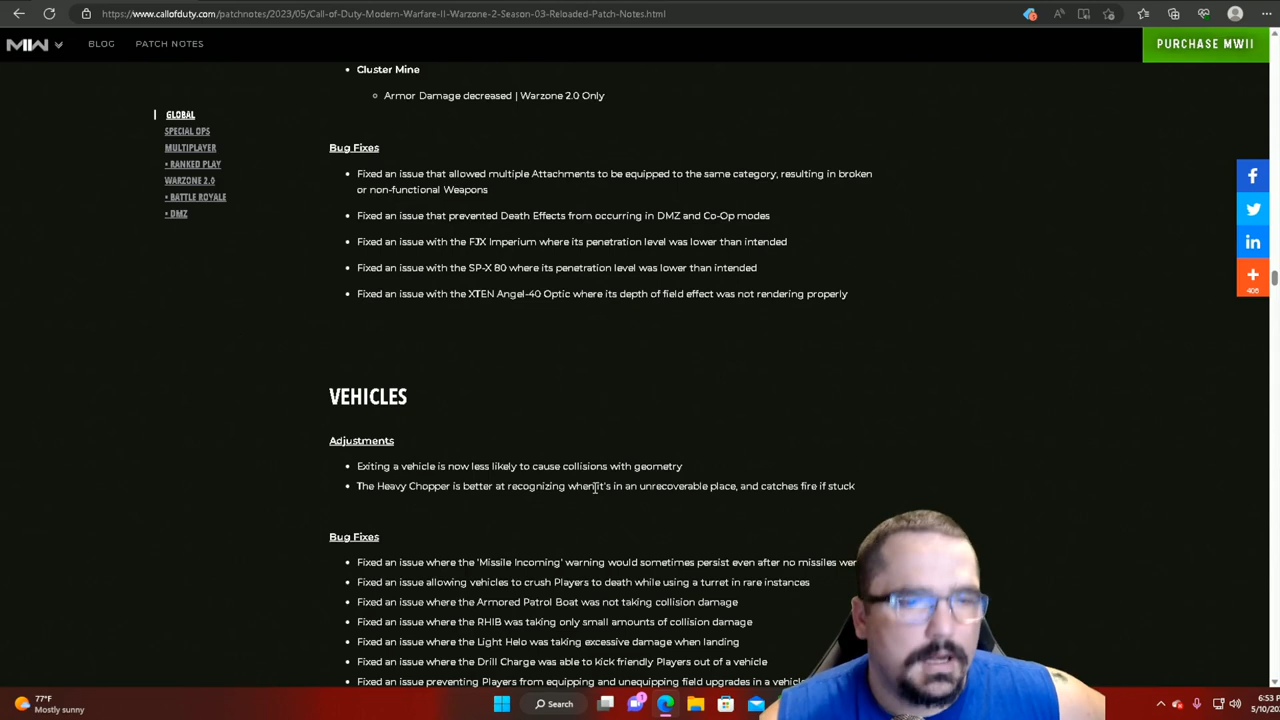 https://www.callofduty.com/patchnotes/2023/05/Call-of-Duty-Modern-Warfare-II-Warzone-2-Season-03-Reloaded-Patch-Notes.html
MWII BLOG PATCH NOTES PURCHASE MWII
GLOBAL
SPECIAL OPS
MULTIPLAYER
• RANKED PLAY
WARZONE 2.0
• BATTLE ROYALE
• DMZ
• Cluster Mine
Armor Damage decreased | Warzone 2.0 Only
Bug Fixes
• Fixed an issue that allowed multiple Attachments to be equipped to the same category, resulting in broken
or non-functional Weapons
• Fixed an issue that prevented Death Effects from occurring in DMZ and Co-Op modes
• Fixed an issue with the FJX Imperium where its penetration level was lower than intended
• Fixed an issue with the SP-X 80 where its penetration level was lower than intended
• Fixed an issue with the XTEN Angel-40 Optic where its depth of field effect was not rendering properly
VEHICLES
Adjustments
• Exiting a vehicle is now less likely to cause collisions with geometry
• The Heavy Chopper is better at recognizing when it's in an unrecoverable place, and catches fire if stuck
Bug Fixes
• Fixed an issue where the 'Missile Incoming' warning would sometimes persist even after no missiles wer
• Fixed an issue allowing vehicles to crush Players to death while using a turret in rare instances
• Fixed an issue where the Armored Patrol Boat was not taking collision damage
• Fixed an issue where the RHIB was taking only small amounts of collision damage
• Fixed an issue where the Light Helo was taking excessive damage when landing
• Fixed an issue where the Drill Charge was able to kick friendly Players out of a vehicle
• Fixed an issue preventing Players from equipping and unequipping field upgrades in a vehicle
406
77°F
Mostly sunny
Search
6:53 P
5/10/20